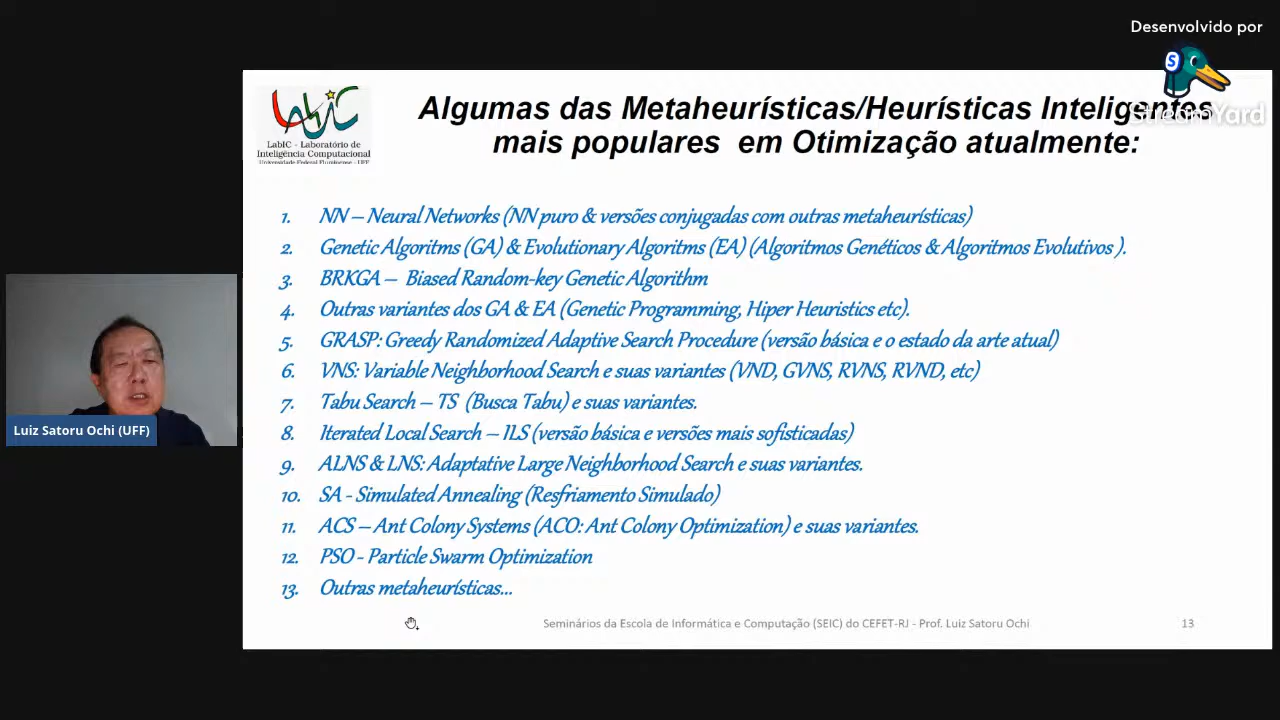 Desenvolvido por
StreamYard
LabIC
LabIC - Laboratório de
Inteligência Computacional
Universidade Federal Fluminense - UFF
Algumas das Metaheurísticas/Heurísticas Inteligentes
mais populares em Otimização atualmente:
1. NN – Neural Networks (NN puro & versões conjugadas com outras metaheurísticas)
2. Genetic Algoritms (GA) & Evolutionary Algoritms (EA) (Algoritmos Genéticos & Algoritmos Evolutivos ).
3. BRKGA – Biased Random-key Genetic Algorithm
4. Outras variantes dos GA & EA (Genetic Programming, Hiper Heuristics etc).
5. GRASP: Greedy Randomized Adaptive Search Procedure (versão básica e o estado da arte atual)
6. VNS: Variable Neighborhood Search e suas variantes (VND, GVNS, RVNS, RVND, etc)
7. Tabu Search – TS (Busca Tabu) e suas variantes.
8. Iterated Local Search – ILS (versão básica e versões mais sofisticadas)
9. ALNS & LNS: Adaptative Large Neighborhood Search e suas variantes.
10. SA - Simulated Annealing (Resfriamento Simulado)
11. ACS – Ant Colony Systems (ACO: Ant Colony Optimization) e suas variantes.
12. PSO - Particle Swarm Optimization
13. Outras metaheurísticas...
Luiz Satoru Ochi (UFF)
Seminários da Escola de Informática e Computação (SEIC) do CEFET-RJ - Prof. Luiz Satoru Ochi
13